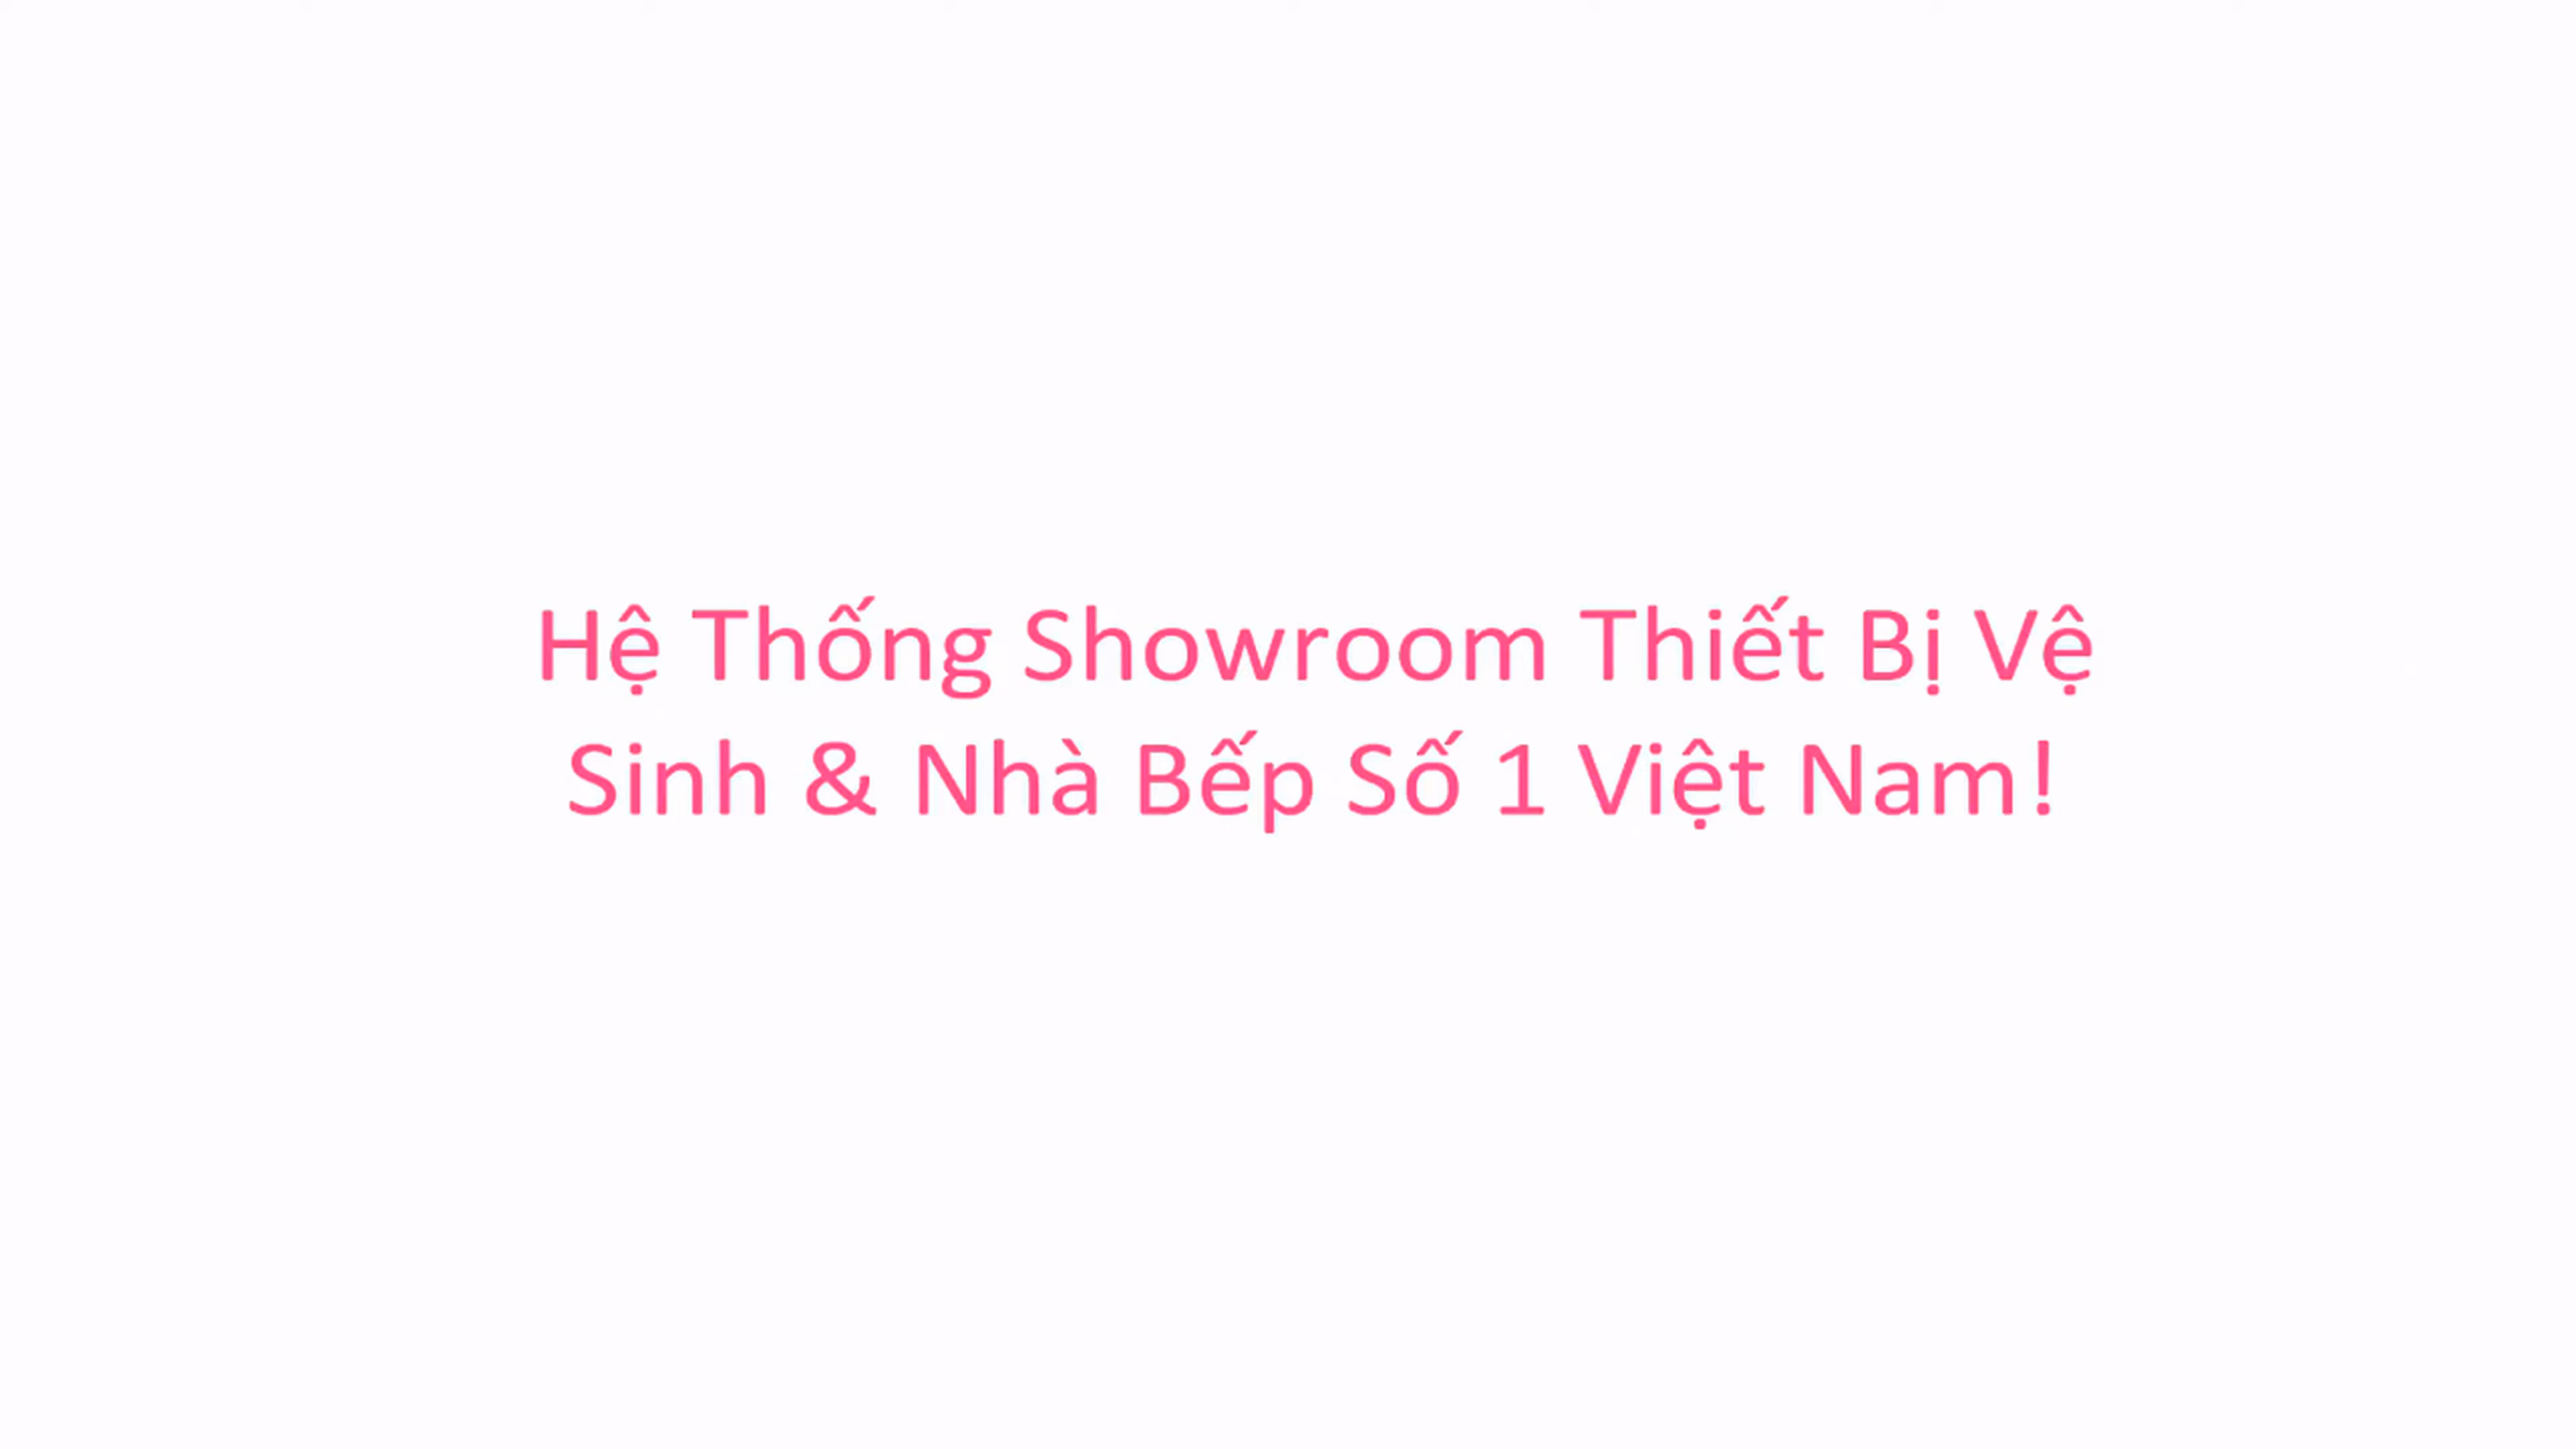 Hệ Thống Showroom Thiết Bị Vệ
Sinh & Nhà Bếp Số 1 Việt Nam!